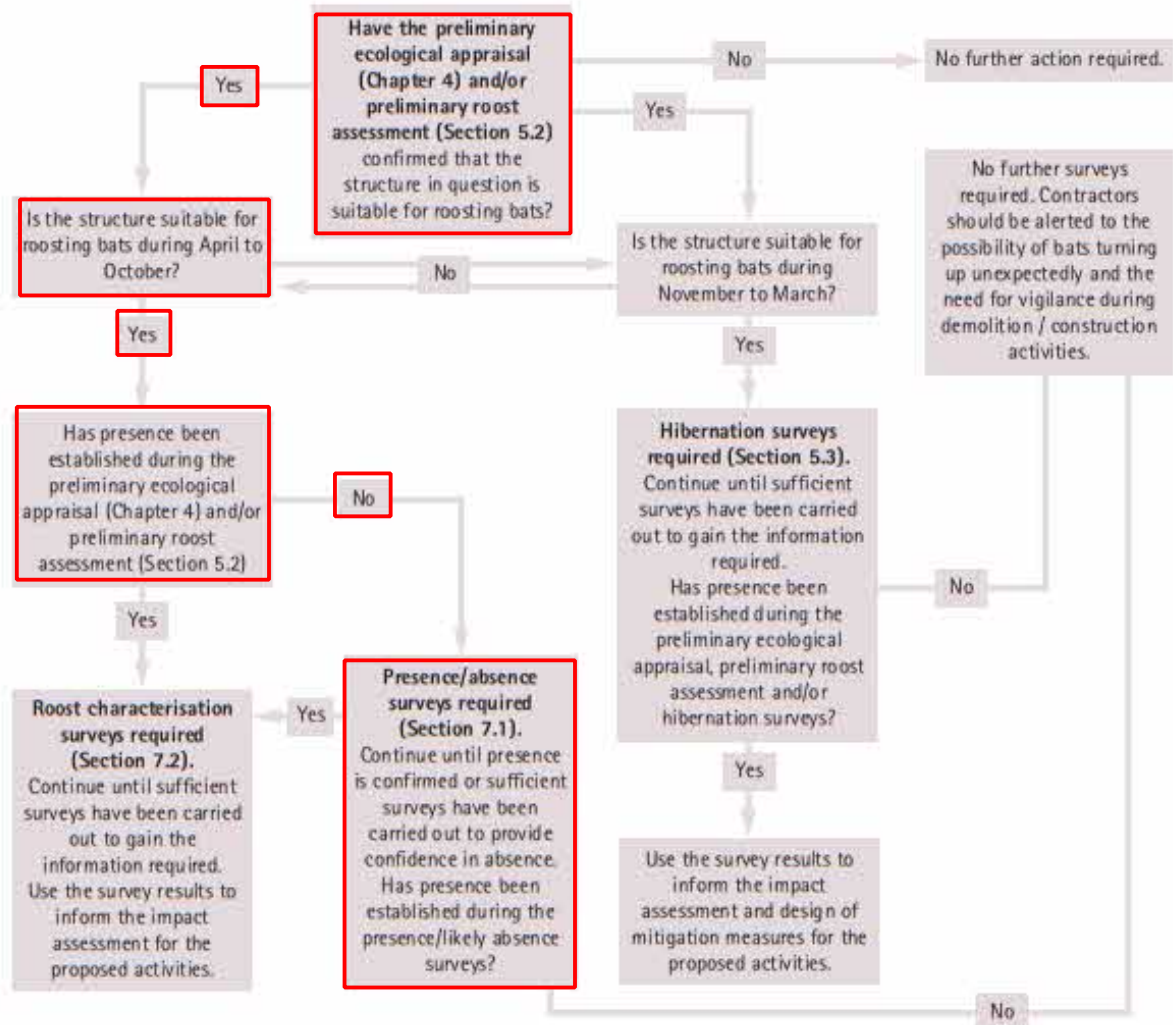 Have the preliminary
ecological appraisal
(Chapter 4) and/or
preliminary roost
assessment (Section 5.2)
confirmed that the
structure in question is
suitable for roosting bats?
No
No further action required.
Yes
Yes
Is the structure suitable for
roosting bats during April to
October?
No
Is the structure suitable for
roosting bats during
November to March?
No further surveys
required. Contractors
should be alerted to the
possibility of bats turning
up unexpectedly and the
need for vigilance during
demolition / construction
activities.
Yes
Yes
Has presence been
established during the
preliminary ecological
appraisal (Chapter 4) and/or
preliminary roost
assessment (Section 5.2)
No
Hibernation surveys
required (Section 5.3).
Continue until sufficient
surveys have been carried
out to gain the information
required.
Has presence been
established during the
preliminary ecological
appraisal, preliminary roost
assessment and/or
hibernation surveys?
No
Yes
Roost characterisation
surveys required
(Section 7.2).
Continue until sufficient
surveys have been carried
out to gain the
information required.
Use the survey results to
inform the impact
assessment for the
proposed activities.
Yes
Presence/absence
surveys required
(Section 7.1).
Continue until presence
is confirmed or sufficient
surveys have been
carried out to provide
confidence in absence.
Has presence been
established during the
presence/likely absence
surveys?
Yes
Use the survey results to
inform the impact
assessment and design of
mitigation measures for the
proposed activities.
No